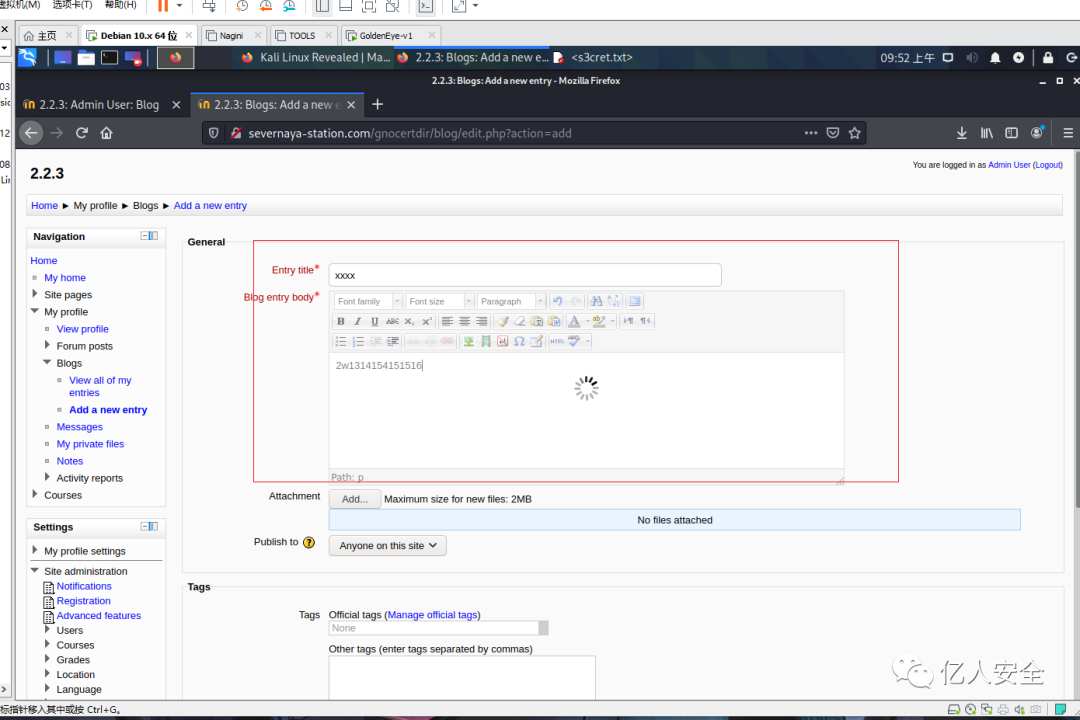 虚拟机(M) 选项卡(T) 帮助(H)
主页 Debian 10.x 64 位 Nagini TOOLS GoldenEye-v1
Kali Linux Revealed | Ma... 2.2.3: Blogs: Add a new e... <s3cret.txt> 09:52 上午
2.2.3: Blogs: Add a new entry - Mozilla Firefox
2.2.3: Admin User: Blog 2.2.3: Blogs: Add a new e
severnaya-station.com/gnocertdir/blog/edit.php?action=add
2.2.3
You are logged in as Admin User (Logout)
Home ► My profile ► Blogs ► Add a new entry
Navigation
Home
My home
Site pages
My profile
View profile
Forum posts
Blogs
View all of my
entries
Add a new entry
Messages
My private files
Notes
Activity reports
Courses
Settings
My profile settings
Site administration
Notifications
Registration
Advanced features
Users
Courses
Grades
Location
Language
General
Entry title*
xxxx
Blog entry body*
Font family Font size Paragraph
B I U ABC X₂ X²
HTML
2w1314154151516
Path: p
Attachment Add... Maximum size for new files: 2MB
No files attached
Publish to Anyone on this site
Tags
Tags Official tags (Manage official tags)
None
Other tags (enter tags separated by commas)
亿人安全
标指针移入其中或按 Ctrl+G。